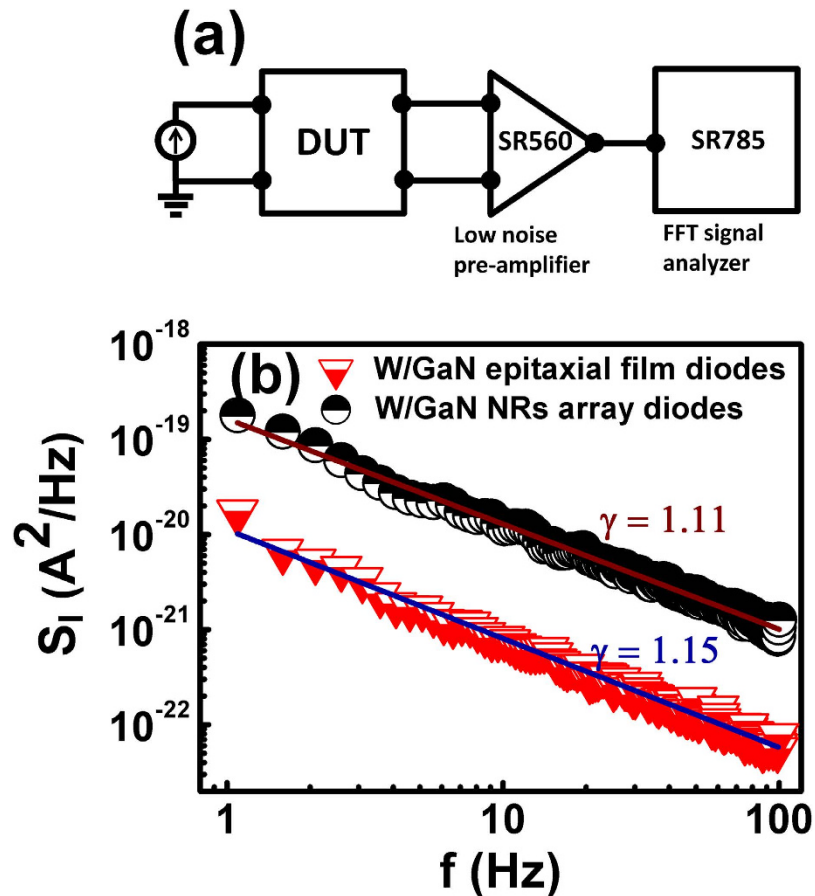 (a)
DUT
SR560
SR785
Low noise
pre-amplifier
FFT signal
analyzer
(b)
W/GaN epitaxial film diodes
W/GaN NRs array diodes
γ = 1.11
γ = 1.15
10⁻¹⁸
10⁻¹⁹
10⁻²⁰
10⁻²¹
10⁻²²
S_I (A²/Hz)
1
10
100
f (Hz)